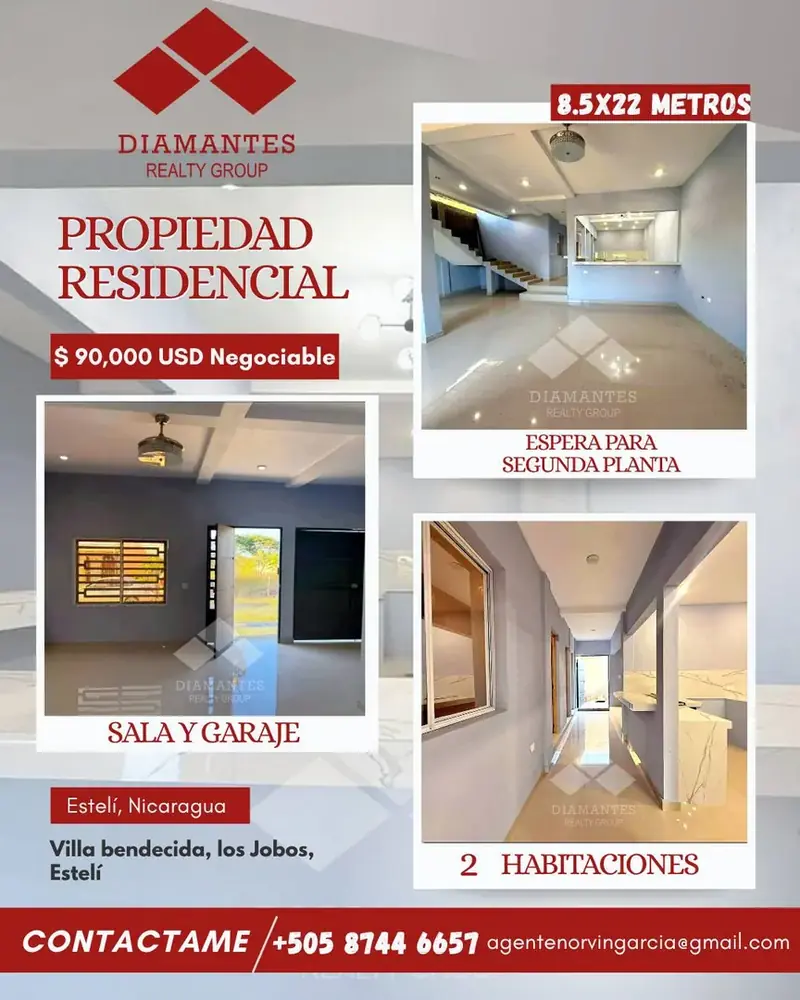 DIAMANTES
REALTY GROUP
PROPIEDAD
RESIDENCIAL
$ 90,000 USD Negociable
8.5X22 METROS
DIAMANTES
REALTY GROUP
ESPERA PARA
SEGUNDA PLANTA
DIAMANTES
REALTY GROUP
SALA Y GARAJE
DIAMANTES
REALTY GROUP
2 HABITACIONES
Estelí, Nicaragua
Villa bendecida, los Jobos,
Estelí
CONTACTAME / +505 8744 6657 agentenorvingarcia@gmail.com